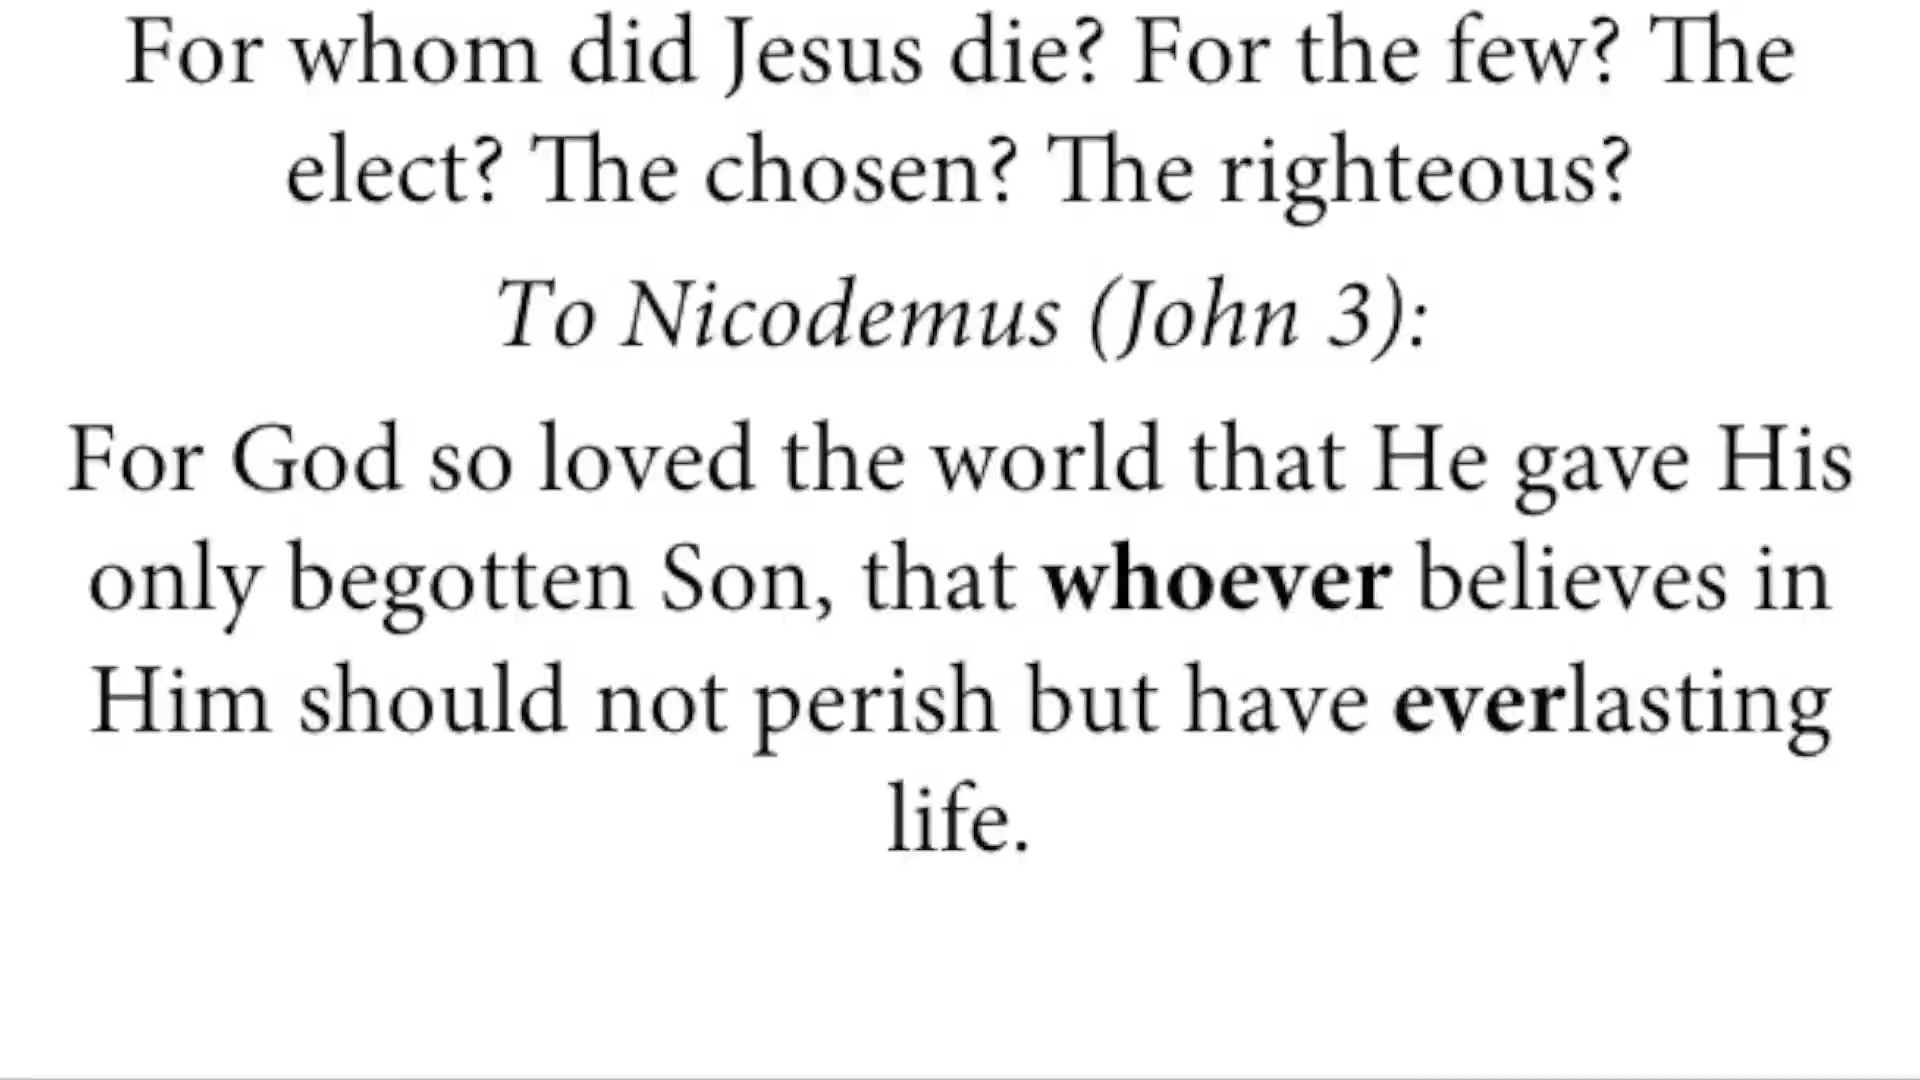 For whom did Jesus die? For the few? The
elect? The chosen? The righteous?
To Nicodemus (John 3):
For God so loved the world that He gave His
only begotten Son, that whoever believes in
Him should not perish but have everlasting
life.